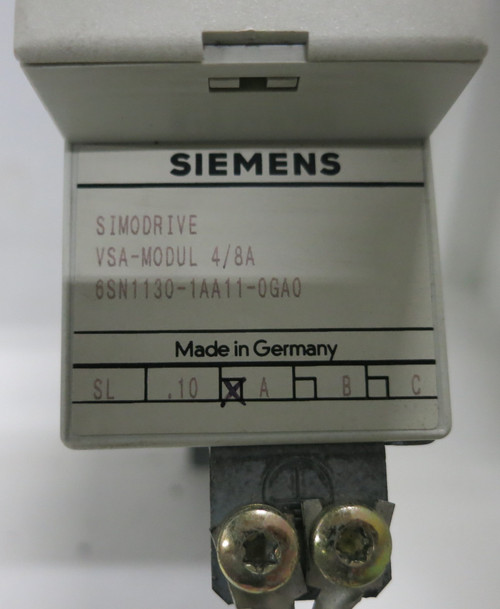 SIEMENS
SIMODRIVE
VSA-MODUL 4/8A
6SN1130-1AA11-0GA0
Made in Germany
SL .10 A B C